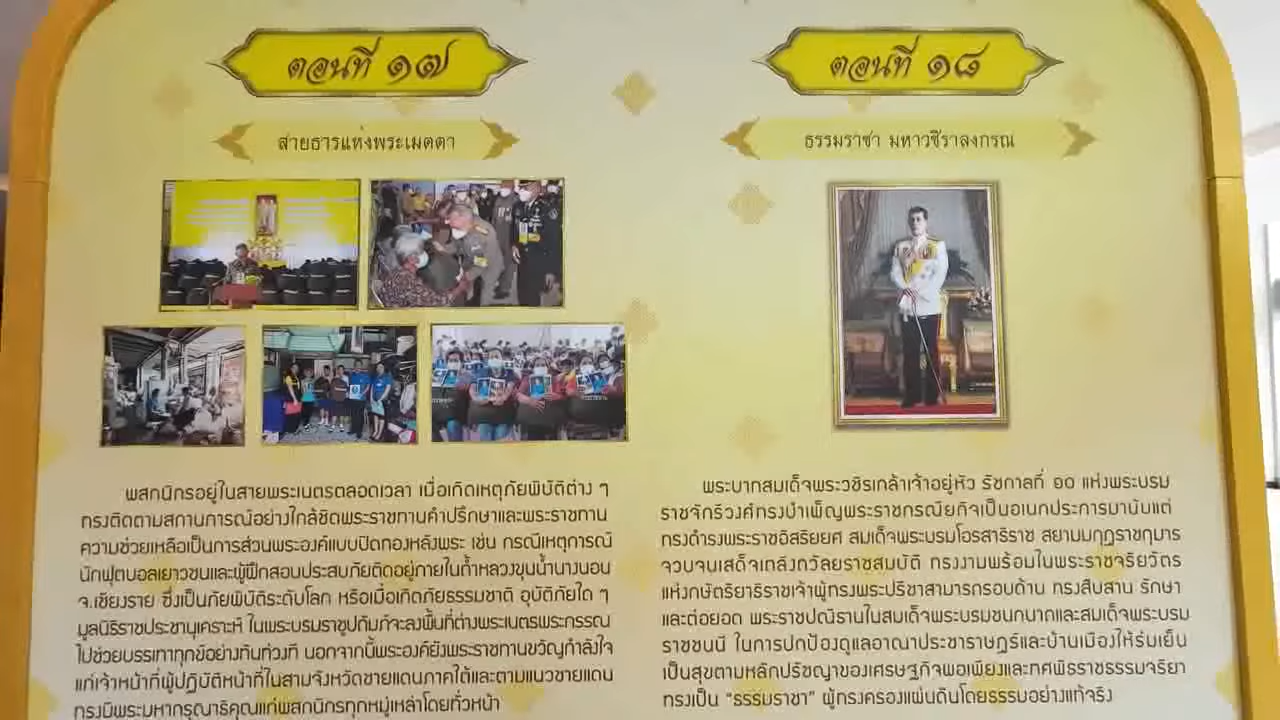 ตอนที่ ๑๗
สายธารแห่งพระเมตตา
พสกนิกรอยู่ในสายพระเนตรตลอดเวลา เมื่อเกิดเหตุภัยพิบัติต่าง ๆ
ทรงติดตามสถานการณ์อย่างใกล้ชิดพระราชทานคำปรึกษาและพระราชทาน
ความช่วยเหลือเป็นการส่วนพระองค์แบบปิดทองหลังพระ เช่น กรณีเหตุการณ์
นักฟุตบอลเยาวชนและผู้ฝึกสอนประสบภัยติดอยู่ภายในถ้ำหลวงขุนน้ำนางนอน
จ.เชียงราย ซึ่งเป็นภัยพิบัติระดับโลก หรือเมื่อเกิดภัยธรรมชาติ อุบัติภัยใด ๆ
มูลนิธิราชประชานุเคราะห์ ในพระบรมราชูปถัมภ์จะลงพื้นที่ต่างพระเนตรพระกรรณ
ไปช่วยบรรเทาทุกข์อย่างทันท่วงที นอกจากนี้พระองค์ยังพระราชทานขวัญกำลังใจ
แก่เจ้าหน้าที่ผู้ปฏิบัติหน้าที่ในสามจังหวัดชายแดนภาคใต้และตามแนวชายแดน
ทรงมีพระมหากรุณาธิคุณแก่พสกนิกรทุกหมู่เหล่าโดยทั่วหน้า
ตอนที่ ๑๘
ธรรมราชา มหาวชิราลงกรณ
พระบาทสมเด็จพระวชิรเกล้าเจ้าอยู่หัว รัชกาลที่ ๑๐ แห่งพระบรม
ราชจักรีวงศ์ทรงบำเพ็ญพระราชกรณียกิจเป็นอเนกประการมานับแต่
ทรงดำรงพระราชอิสริยยศ สมเด็จพระบรมโอรสาธิราช สยามมกุฎราชกุมาร
จวบจนเสด็จเถลิงถวัลยราชสมบัติ ทรงงามพร้อมในพระราชจริยวัตร
แห่งกษัตริยาธิราชเจ้าผู้ทรงพระปรีชาสามารถรอบด้าน ทรงสืบสาน รักษา
และต่อยอด พระราชปณิธานในสมเด็จพระบรมชนกนาถและสมเด็จพระบรม
ราชชนนี ในการปกป้องดูแลอาณาประชาราษฎร์และบ้านเมืองให้ร่มเย็น
เป็นสุขตามหลักปรัชญาของเศรษฐกิจพอเพียงและทศพิธราชธรรมจริยา
ทรงเป็น “ธรรมราชา” ผู้ทรงครองแผ่นดินโดยธรรมอย่างแท้จริง